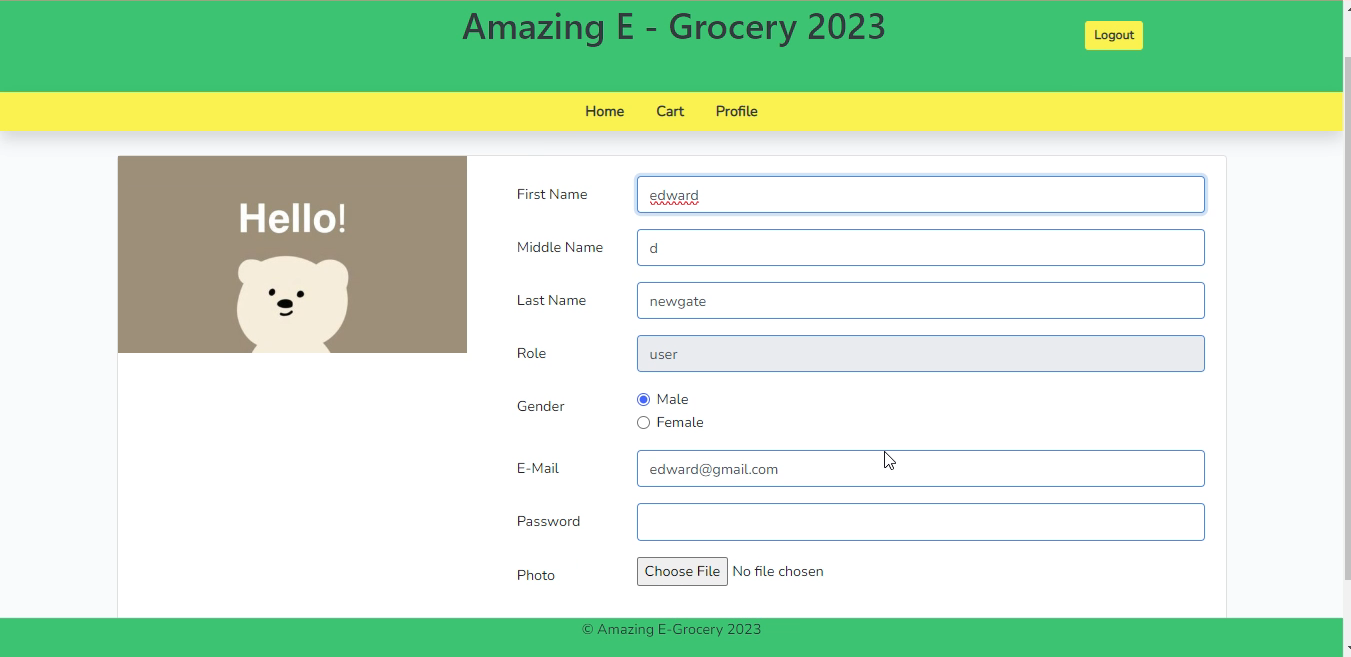 Amazing E - Grocery 2023
Logout
Home Cart Profile
Hello!
First Name edward
Middle Name d
Last Name newgate
Role user
Gender Male
Female
E-Mail edward@gmail.com
Password
Photo Choose File No file chosen
© Amazing E-Grocery 2023